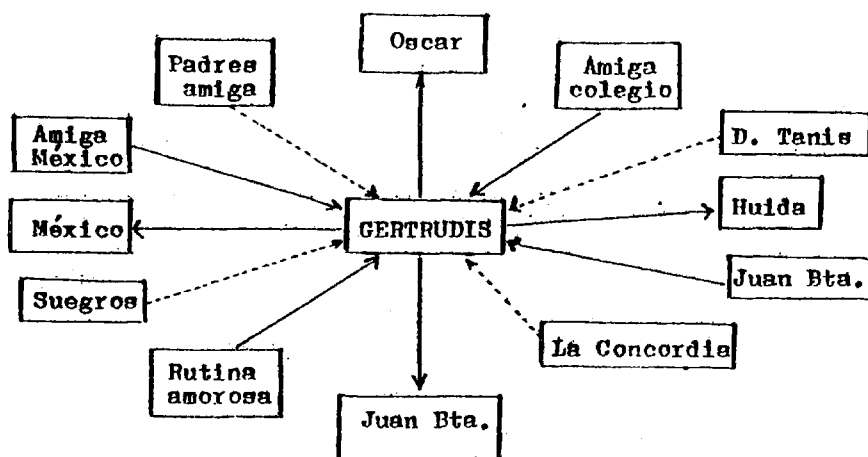 Oscar
Padres
amiga
Amiga
colegio
Amiga
México
D. Tanis
México
GERTRUDIS
Huida
Suegros
Juan Bta.
La Concordia
Rutina
amorosa
Juan Bta.